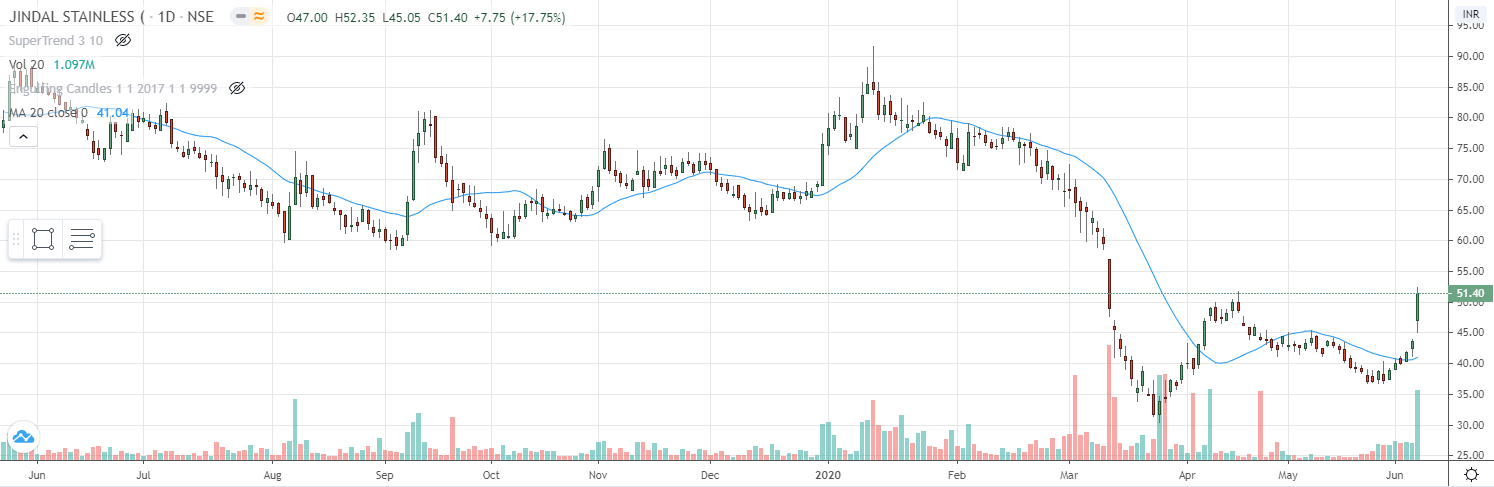 JINDAL STAINLESS ( · 1D · NSE O47.00 H52.35 L45.05 C51.40 +7.75 (+17.75%)
SuperTrend 3 10
Vol 20 1.097M
Engulfing Candles 1 1 2017 1 1 9999
MA 20 close 0 41.04
INR
95.00
90.00
85.00
80.00
75.00
70.00
65.00
60.00
55.00
51.40
50.00
45.00
40.00
35.00
30.00
25.00
Jun Jul Aug Sep Oct Nov Dec 2020 Feb Mar Apr May Jun